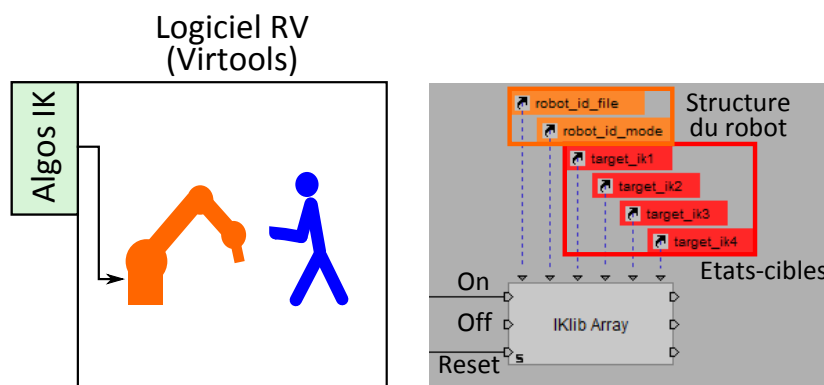 Logiciel RV
(Virtools)
Algos IK
robot_id_file
robot_id_mode
Structure
du robot
target_ik1
target_ik2
target_ik3
target_ik4
Etats-cibles
On
Off
Reset
IKlib Array
s